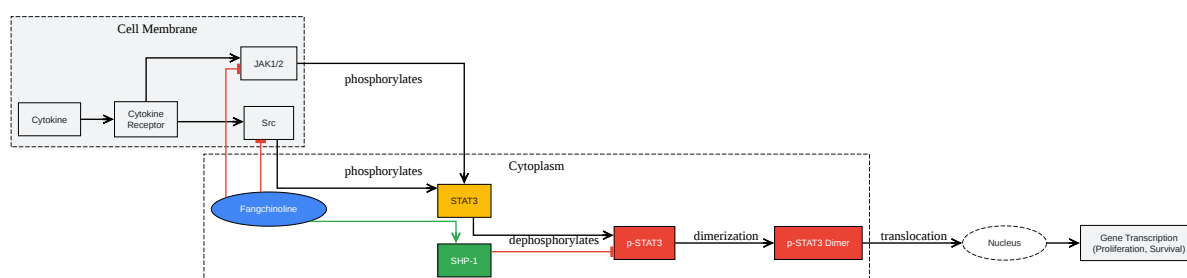 Cell Membrane
JAK1/2
phosphorylates
Cytokine
Cytokine
Receptor
Src
Cytoplasm
phosphorylates
STAT3
Fangchinoline
dephosphorylates
p-STAT3
dimerization
p-STAT3 Dimer
translocation
Nucleus
Gene Transcription
(Proliferation, Survival)
SHP-1